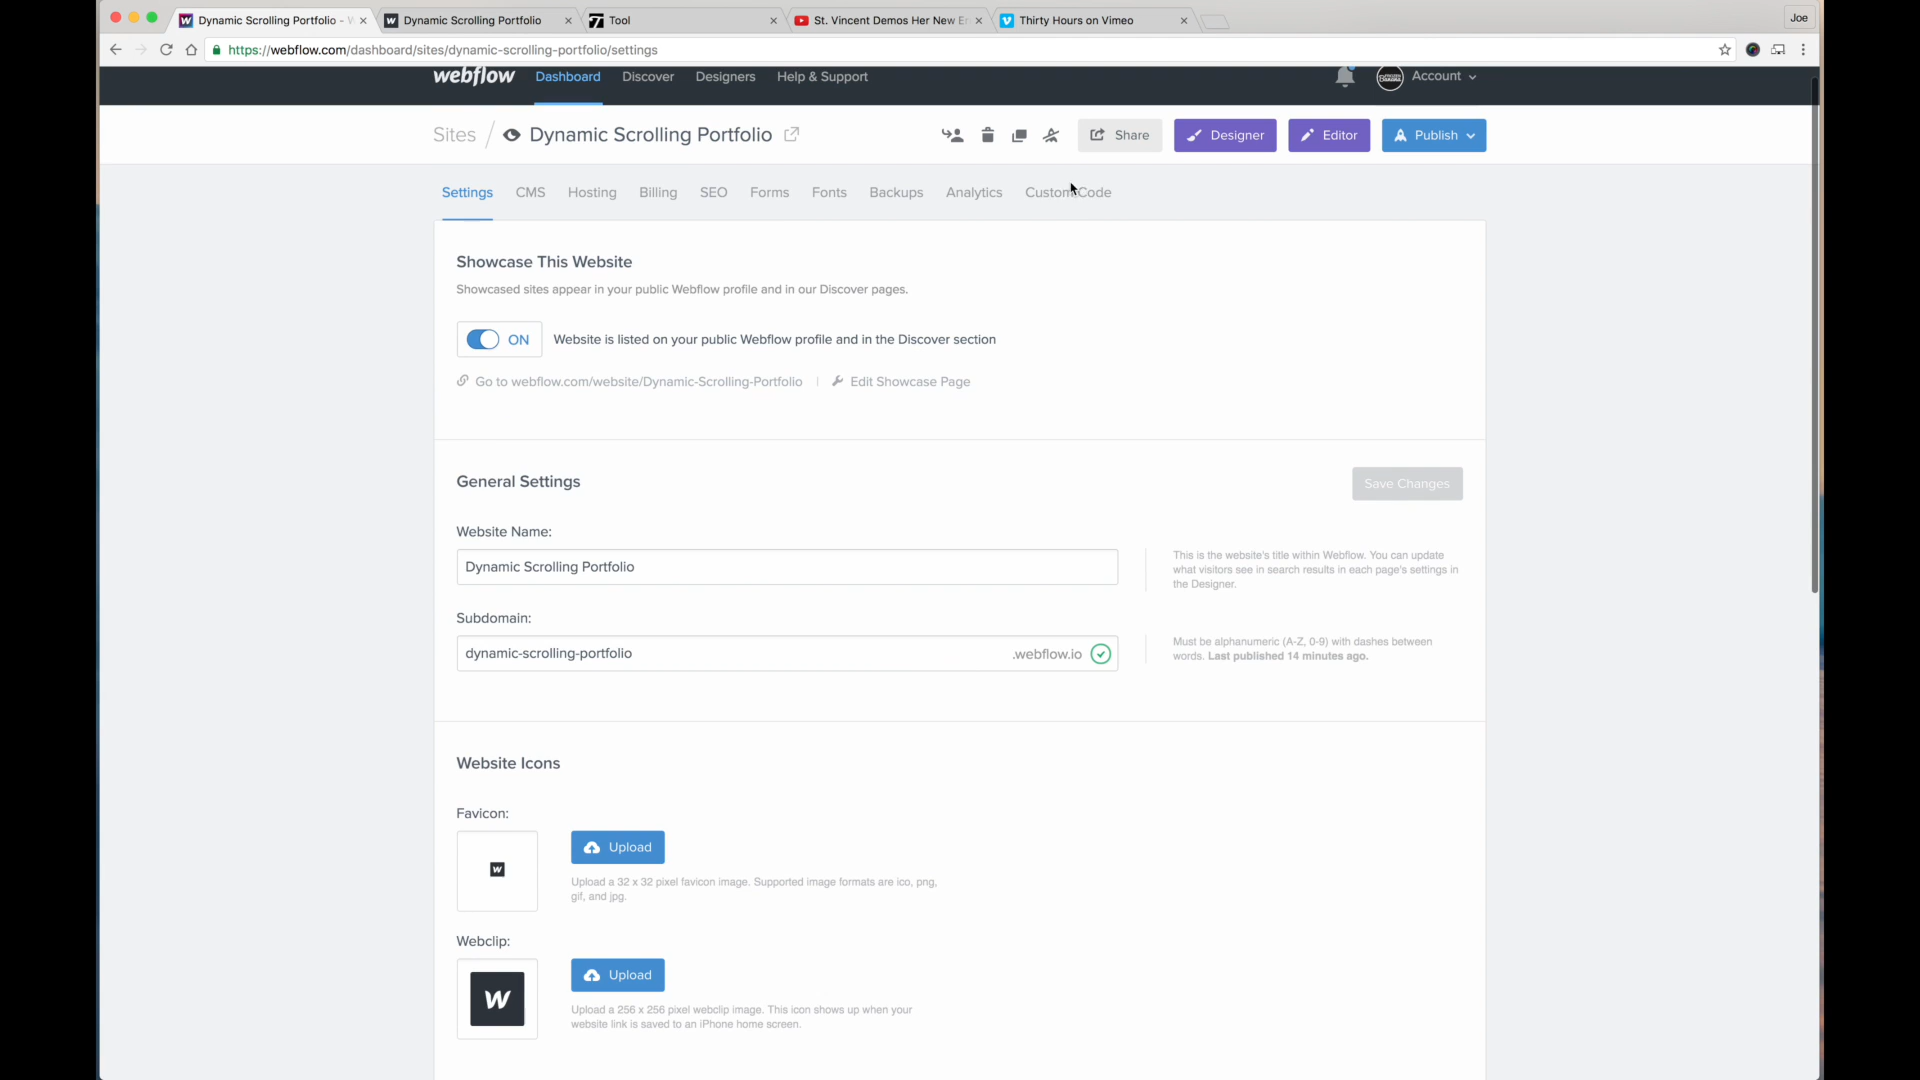 Dynamic Scrolling Portfolio -
Dynamic Scrolling Portfolio
Tool
St. Vincent Demos Her New
Thirty Hours on Vimeo
Joe
https://webflow.com/dashboard/sites/dynamic-scrolling-portfolio/settings
webflow
Dashboard
Discover
Designers
Help & Support
Account
Sites / Dynamic Scrolling Portfolio
Share
Designer
Editor
Publish
Settings
CMS
Hosting
Billing
SEO
Forms
Fonts
Backups
Analytics
Custom Code
Showcase This Website
Showcased sites appear in your public Webflow profile and in our Discover pages.
ON
Website is listed on your public Webflow profile and in the Discover section
Go to webflow.com/website/Dynamic-Scrolling-Portfolio
Edit Showcase Page
General Settings
Save Changes
Website Name:
Dynamic Scrolling Portfolio
This is the website's title within Webflow. You can update
what visitors see in search results in each page's settings in
the Designer.
Subdomain:
dynamic-scrolling-portfolio
.webflow.io
Must be alphanumeric (A-Z, 0-9) with dashes between
words. Last published 14 minutes ago.
Website Icons
Favicon:
Upload
Upload a 32 x 32 pixel favicon image. Supported image formats are ico, png,
gif, and jpg.
Webclip:
Upload
Upload a 256 x 256 pixel webclip image. This icon shows up when your
website link is saved to an iPhone home screen.